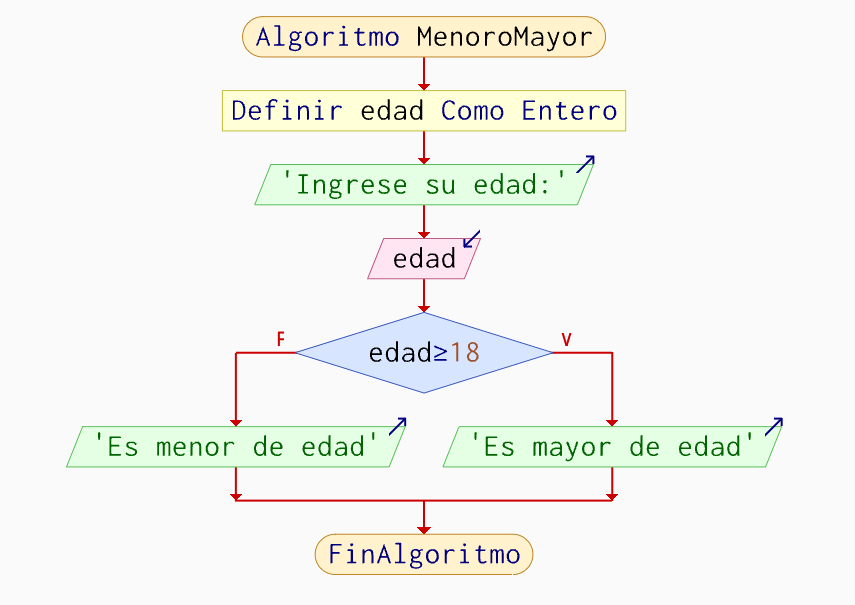 Algoritmo MenoroMayor
Definir edad Como Entero
'Ingrese su edad:'
edad
edad≥18
F
V
'Es menor de edad'
'Es mayor de edad'
FinAlgoritmo